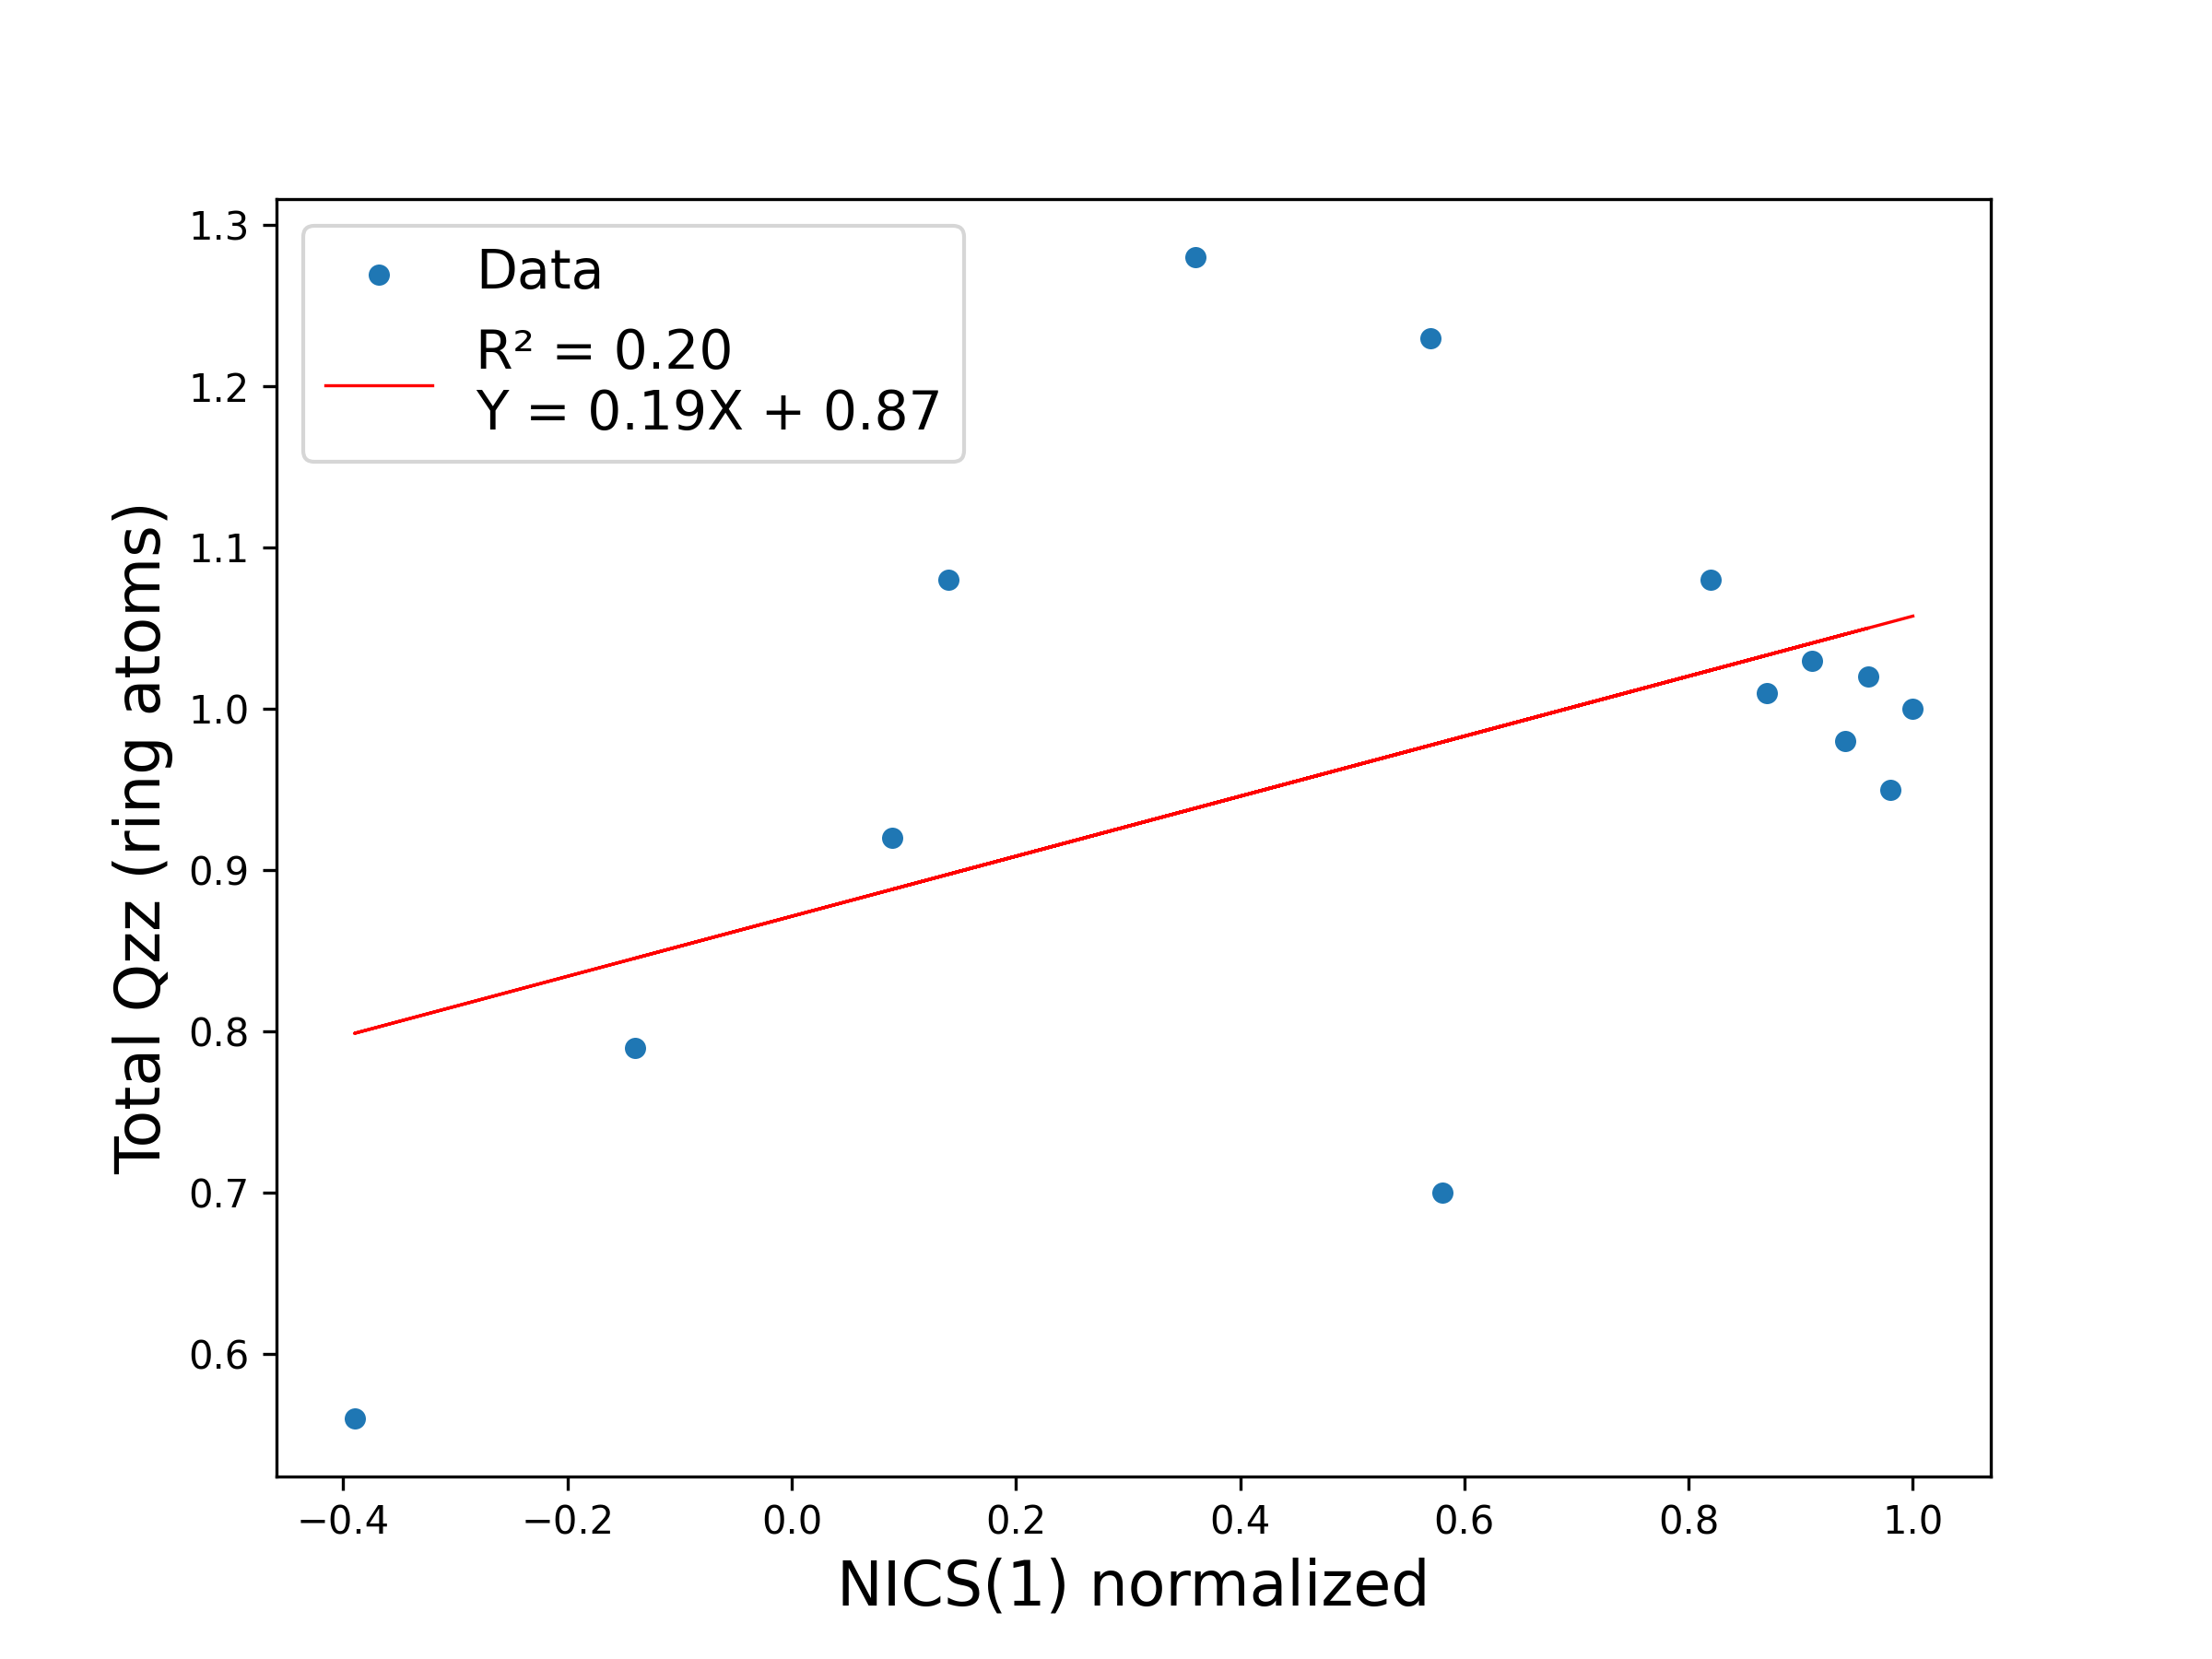 Data
R² = 0.20
Y = 0.19X + 0.87
1.3
1.2
1.1
1.0
0.9
0.8
0.7
0.6
Total Qzz (ring atoms)
−0.4 −0.2 0.0 0.2 0.4 0.6 0.8 1.0
NICS(1) normalized